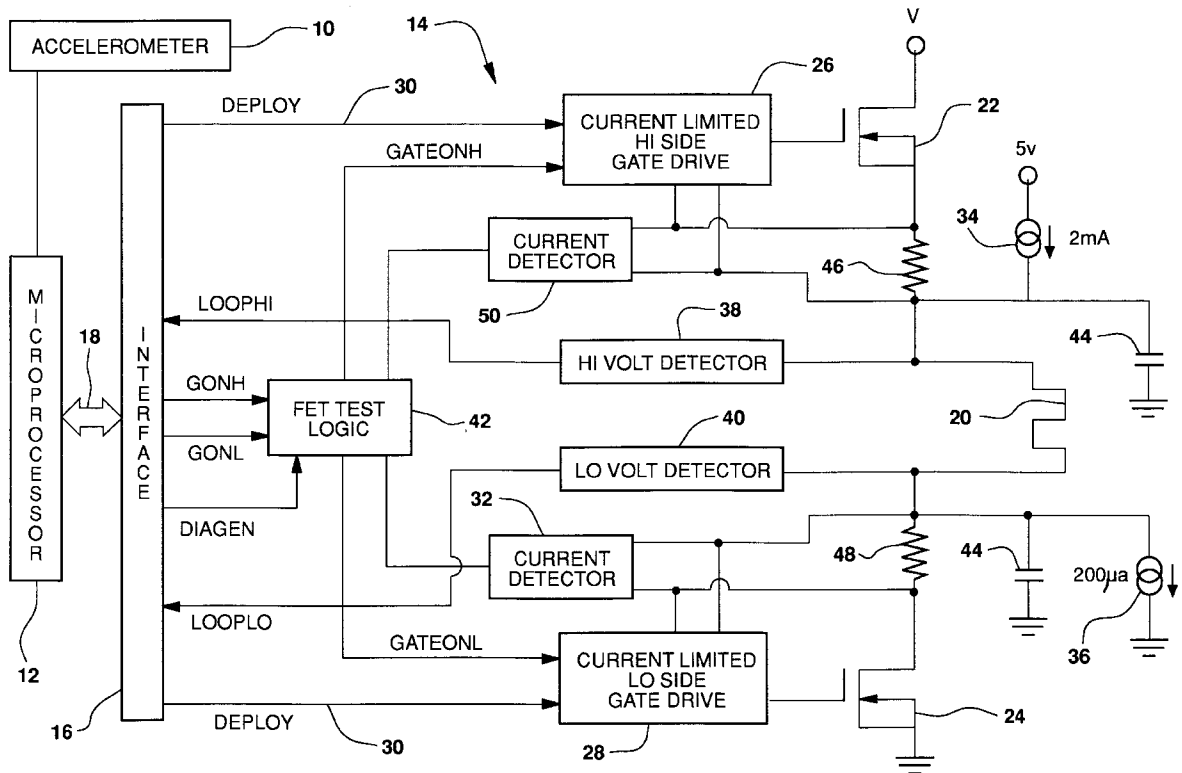 ACCELEROMETER
10
14
V
30
26
DEPLOY
CURRENT LIMITED
HI SIDE
GATE DRIVE
22
GATEONH
5v
CURRENT
DETECTOR
34
2mA
46
50
LOOPHI
38
MICROPROCESSOR
18
INTERFACE
HI VOLT DETECTOR
44
GONH
FET TEST
LOGIC
42
20
GONL
40
LO VOLT DETECTOR
DIAGEN
32
CURRENT
DETECTOR
48
44
200µa
LOOPLO
GATEONL
36
12
CURRENT LIMITED
LO SIDE
GATE DRIVE
16
DEPLOY
30
28
24